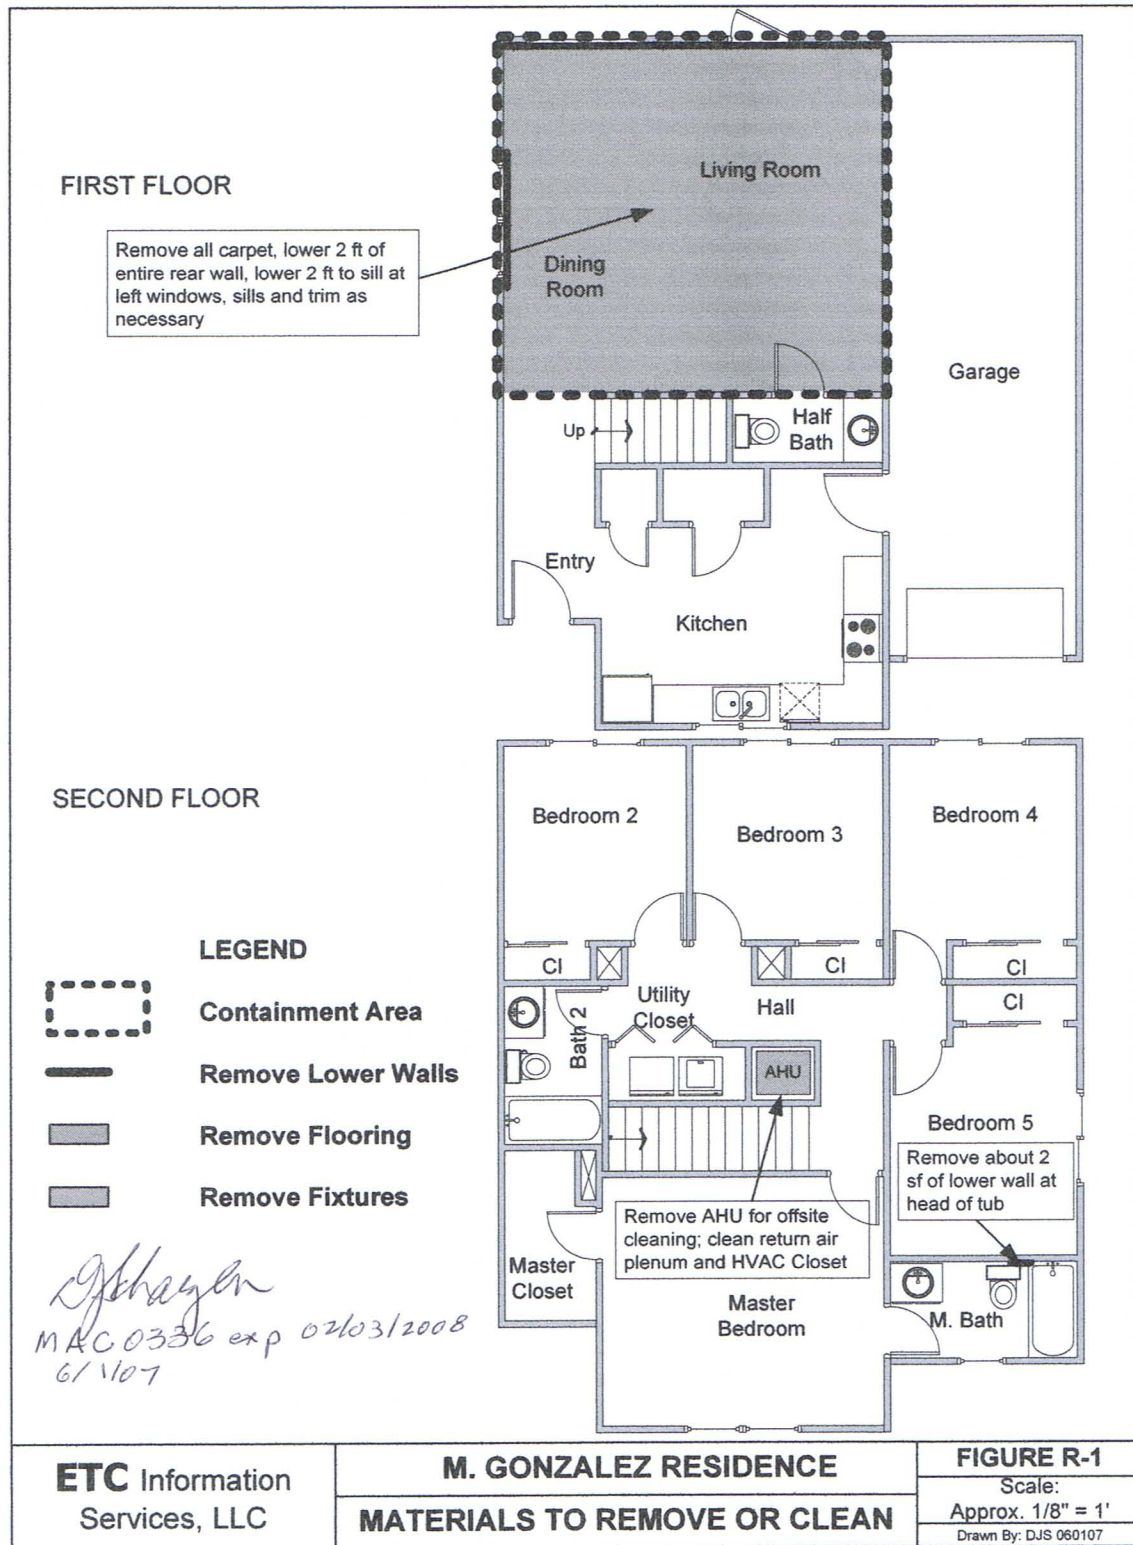 FIRST FLOOR
Remove all carpet, lower 2 ft of
entire rear wall, lower 2 ft to sill at
left windows, sills and trim as
necessary
Living Room
Dining
Room
Garage
Up
Half
Bath
Entry
Kitchen
SECOND FLOOR
Bedroom 2
Bedroom 3
Bedroom 4
Cl
Cl
Cl
Cl
Utility
Closet
Hall
Bath 2
AHU
Bedroom 5
Remove about 2
sf of lower wall at
head of tub
Remove AHU for offsite
cleaning; clean return air
plenum and HVAC Closet
Master
Closet
Master
Bedroom
M. Bath
LEGEND
Containment Area
Remove Lower Walls
Remove Flooring
Remove Fixtures
MAC 0336 exp 02/03/2008
6/1/07
ETC Information
Services, LLC
M. GONZALEZ RESIDENCE
MATERIALS TO REMOVE OR CLEAN
FIGURE R-1
Scale:
Approx. 1/8" = 1'
Drawn By: DJS 060107